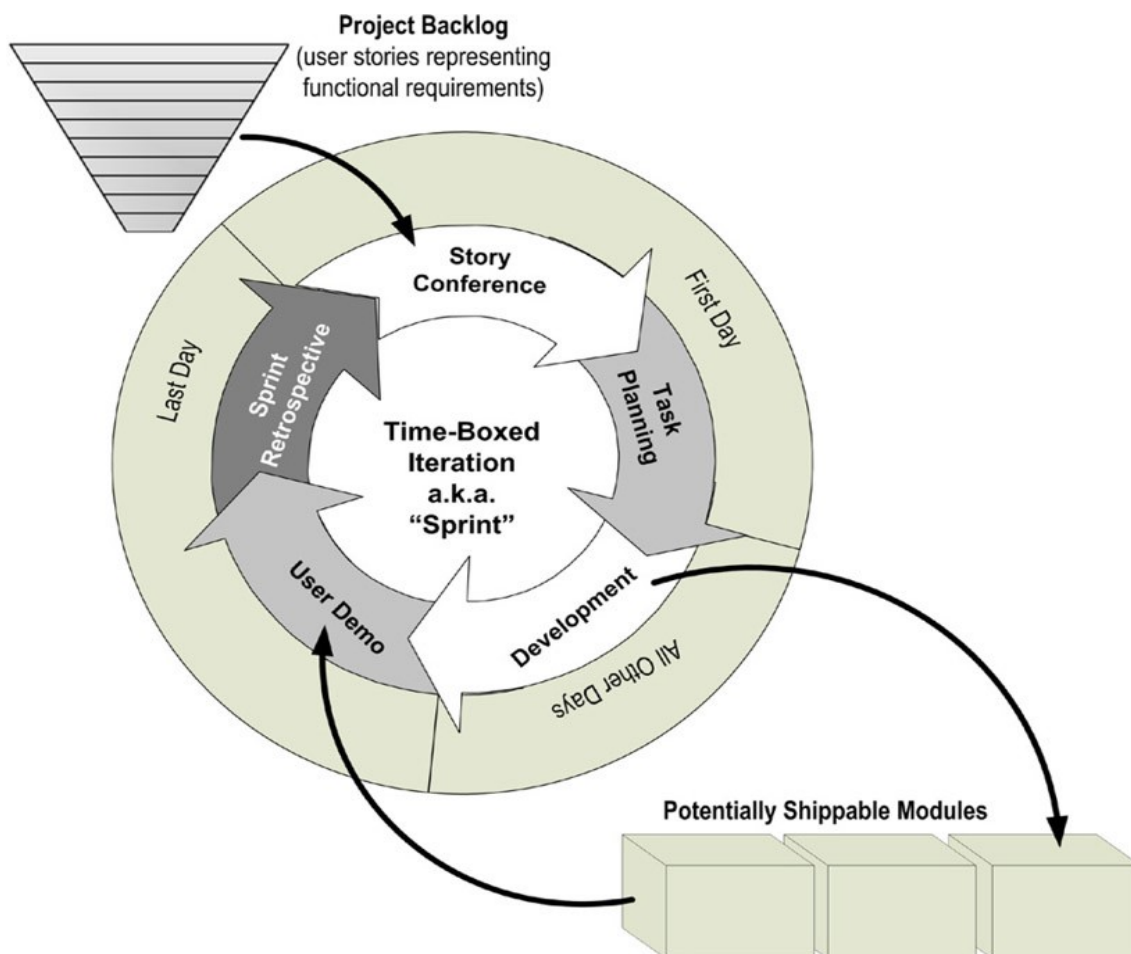 Project Backlog
(user stories representing
functional requirements)
Story
Conference
First Day
Task
Planning
Last Day
Sprint
Retrospective
Time-Boxed
Iteration
a.k.a.
“Sprint”
User Demo
Development
All Other Days
Potentially Shippable Modules